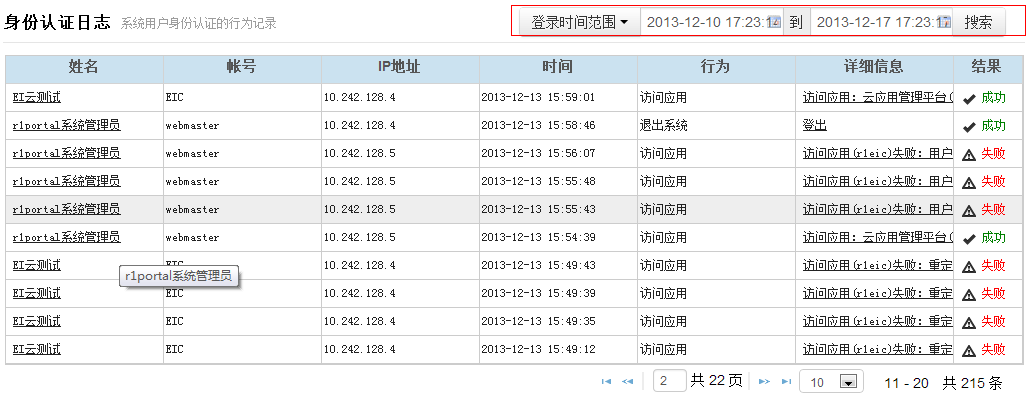 身份认证日志 系统用户身份认证的行为记录 登录时间范围 2013-12-10 17:23:1 到 2013-12-17 17:23:1 搜索
姓名 帐号 IP地址 时间 行为 详细信息 结果
EI云测试 EIC 10.242.128.4 2013-12-13 15:59:01 访问应用 访问应用：云应用管理平台( 成功
r1portal系统管理员 webmaster 10.242.128.4 2013-12-13 15:58:46 退出系统 登出 成功
r1portal系统管理员 webmaster 10.242.128.5 2013-12-13 15:56:07 访问应用 访问应用(r1eic)失败：用户 失败
r1portal系统管理员 webmaster 10.242.128.5 2013-12-13 15:55:48 访问应用 访问应用(r1eic)失败：用户 失败
r1portal系统管理员 webmaster 10.242.128.5 2013-12-13 15:55:43 访问应用 访问应用(r1eic)失败：用户 失败
r1portal系统管理员 webmaster 10.242.128.5 2013-12-13 15:54:39 访问应用 访问应用：云应用管理平台( 成功
EI云测试 EIC 10.242.128.4 2013-12-13 15:49:43 访问应用 访问应用(r1eic)失败：重定 失败
r1portal系统管理员
EI云测试 EIC 10.242.128.4 2013-12-13 15:49:39 访问应用 访问应用(r1eic)失败：重定 失败
EI云测试 EIC 10.242.128.4 2013-12-13 15:49:35 访问应用 访问应用(r1eic)失败：重定 失败
EI云测试 EIC 10.242.128.4 2013-12-13 15:49:12 访问应用 访问应用(r1eic)失败：重定 失败
2 共 22 页 10 11 - 20 共 215 条